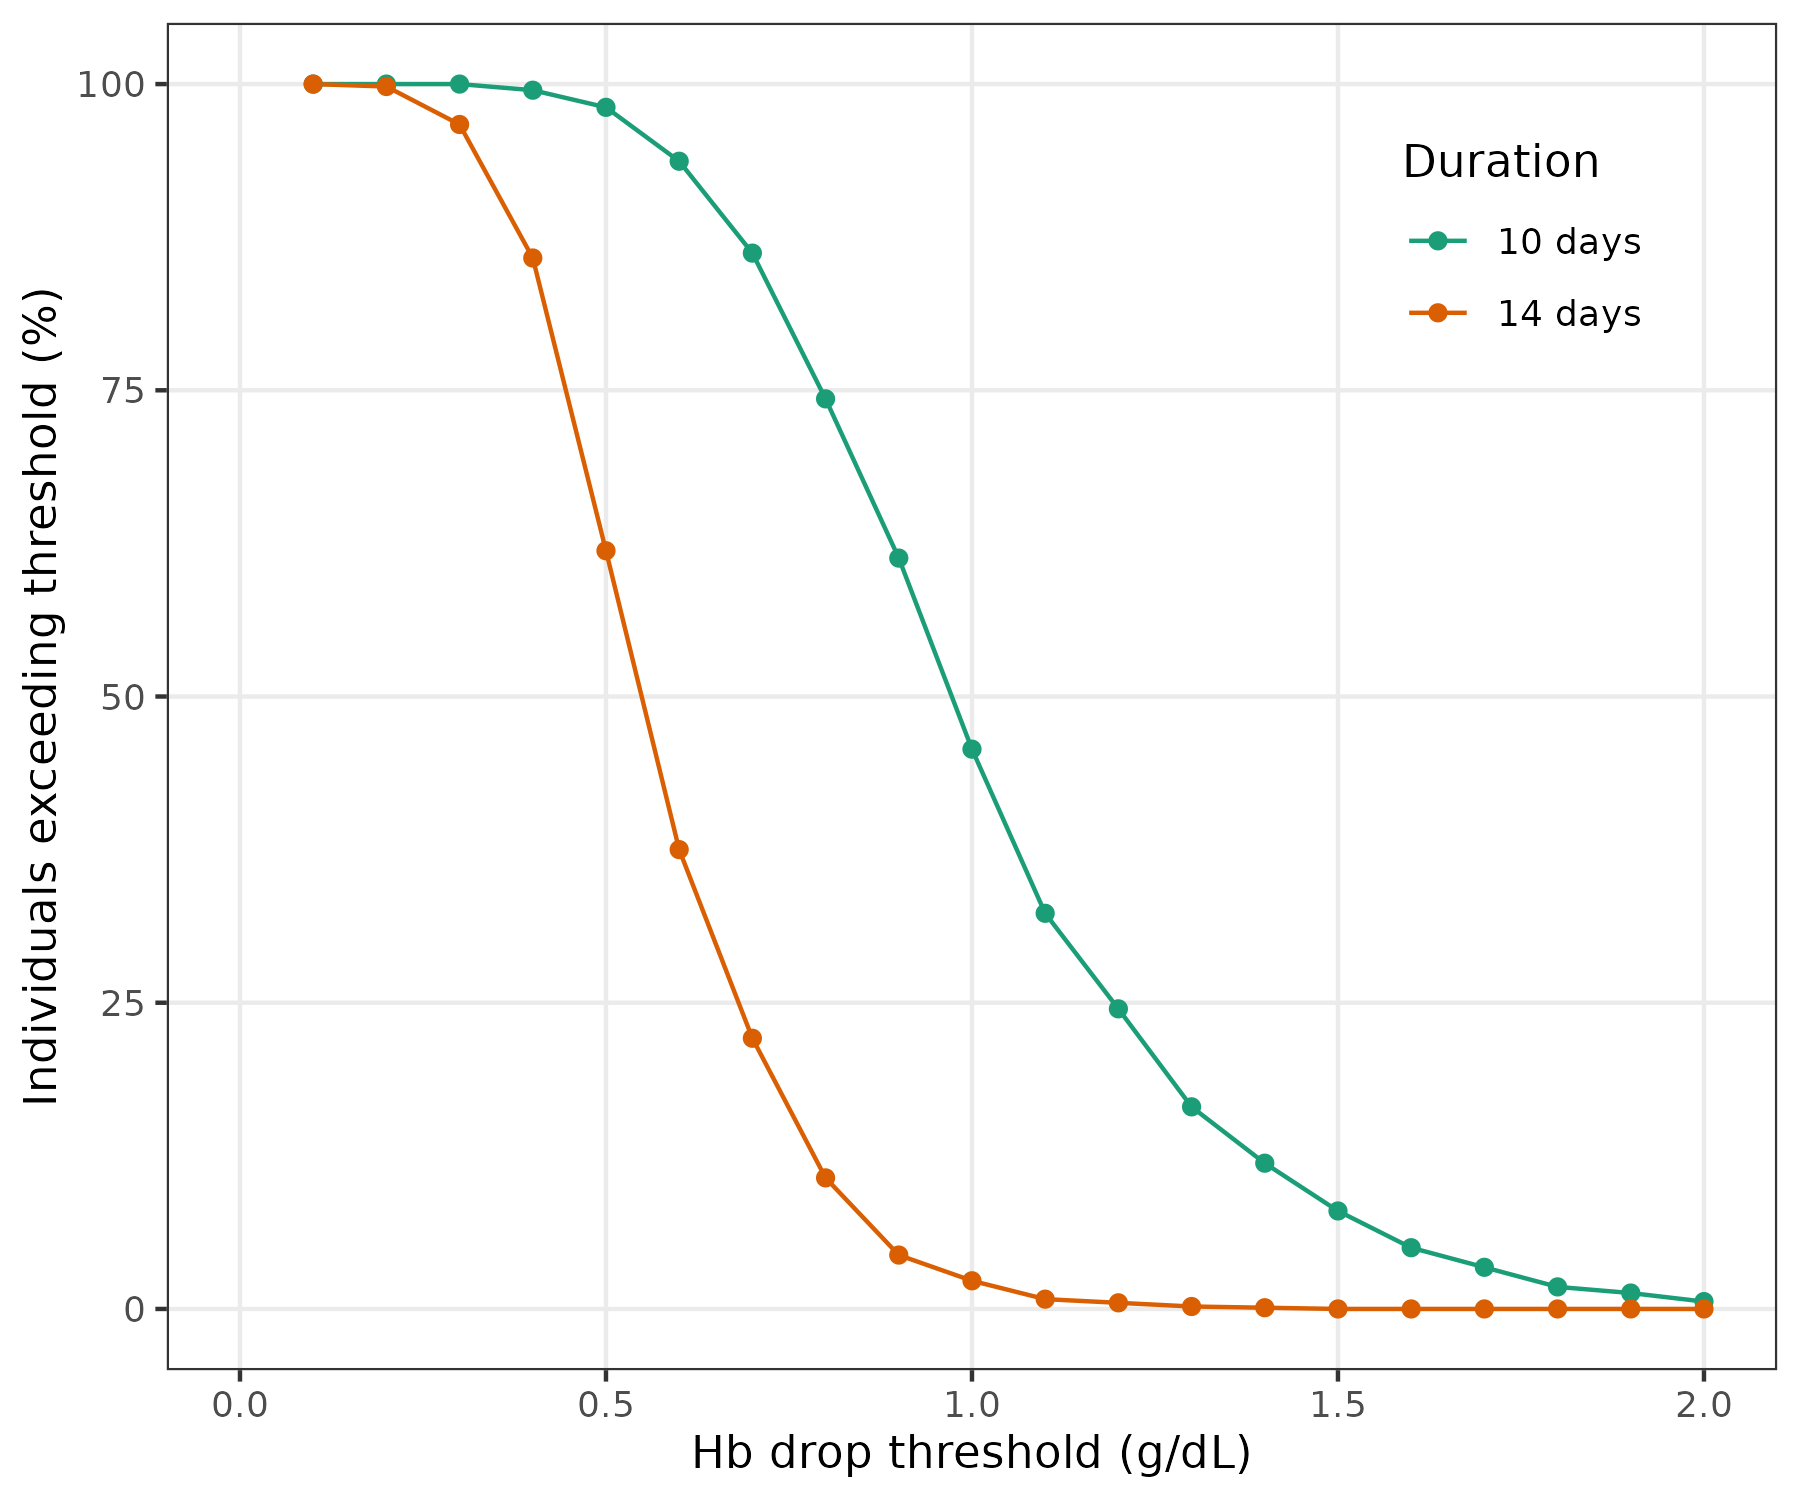 100
75
50
25
0
Individuals exceeding threshold (%)
Duration
10 days
14 days
0.0 0.5 1.0 1.5 2.0
Hb drop threshold (g/dL)